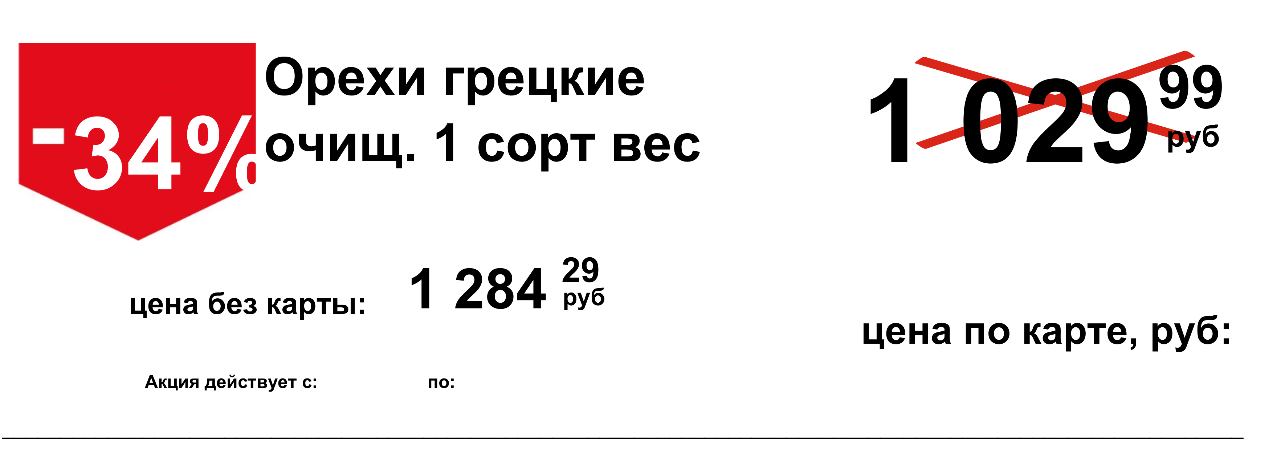 -34%
Орехи грецкие
очищ. 1 сорт вес
1 029 99
руб
цена без карты: 1 284 29
руб
цена по карте, руб:
Акция действует с: по: